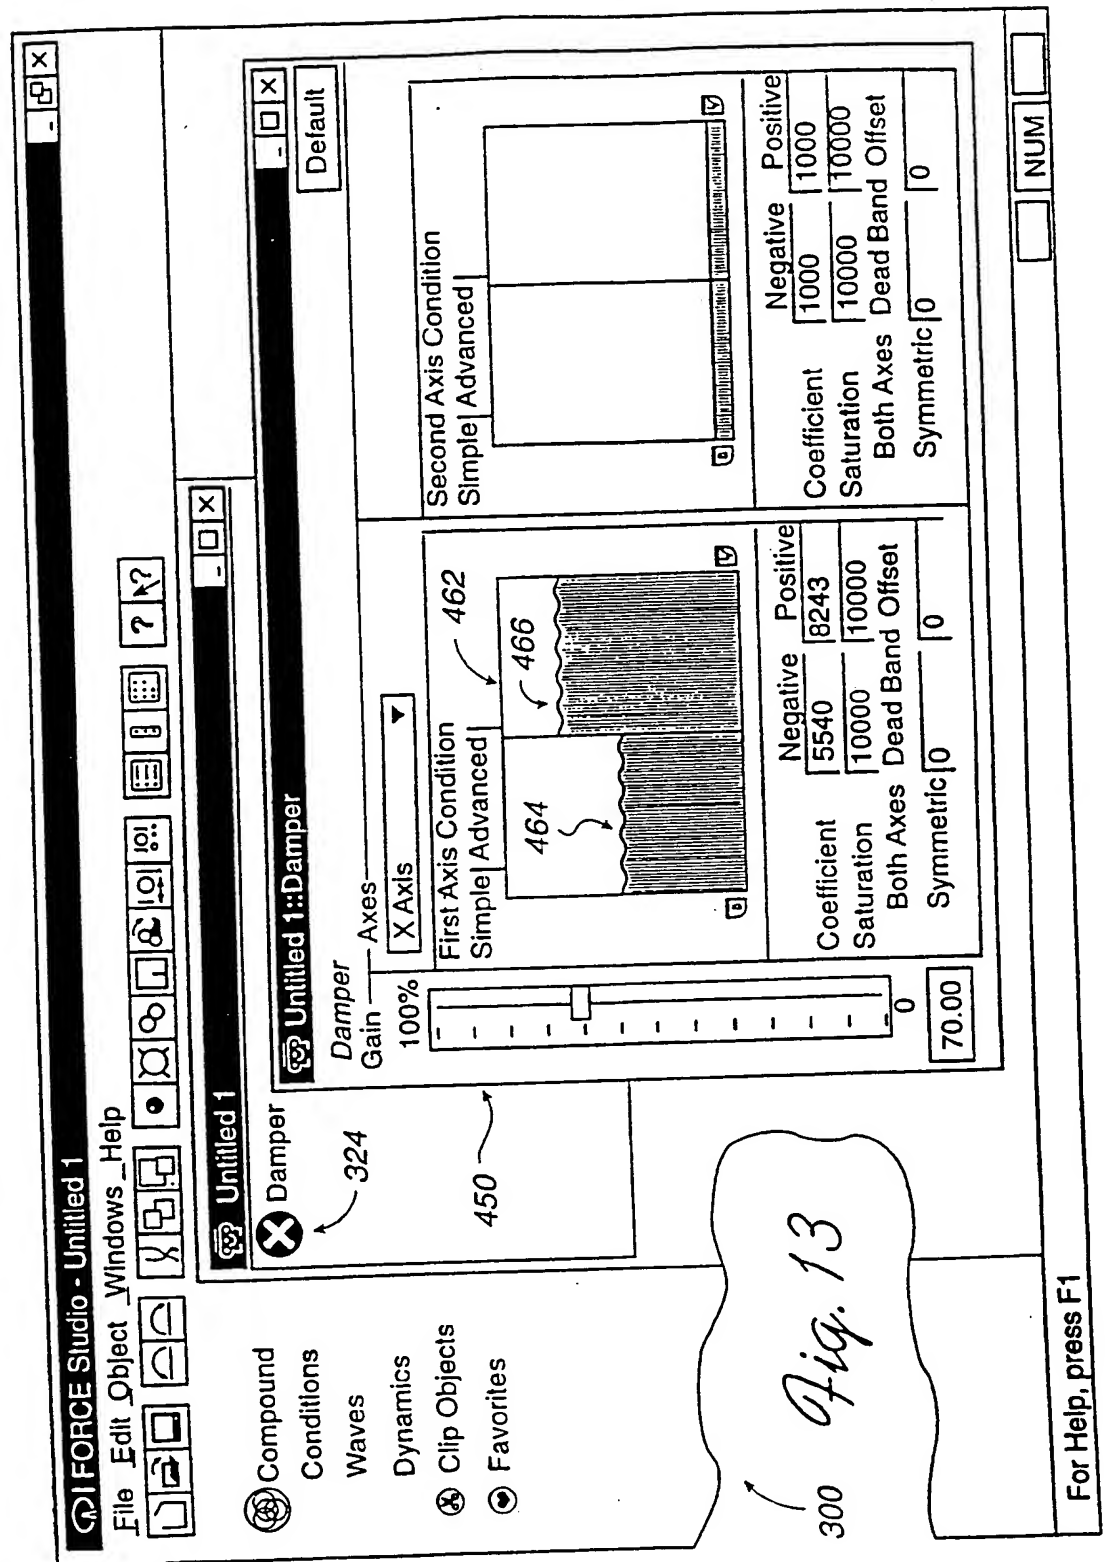 I FORCE Studio - Untitled 1
File Edit Object Windows Help
? ?
Compound
Conditions
Waves
Dynamics
Clip Objects
Favorites
Untitled 1
Damper
324
450
Untitled 1::Damper
Default
Damper
Gain
100%
0
70.00
Axes
X Axis
First Axis Condition
Simple Advanced
462
464
466
Negative Positive
Coefficient 5540 8243
Saturation 10000 10000
Both Axes Dead Band Offset
Symmetric 0 0
Second Axis Condition
Simple Advanced
Negative Positive
Coefficient 1000 1000
Saturation 10000 10000
Both Axes Dead Band Offset
Symmetric 0 0
300
Fig. 13
For Help, press F1
NUM